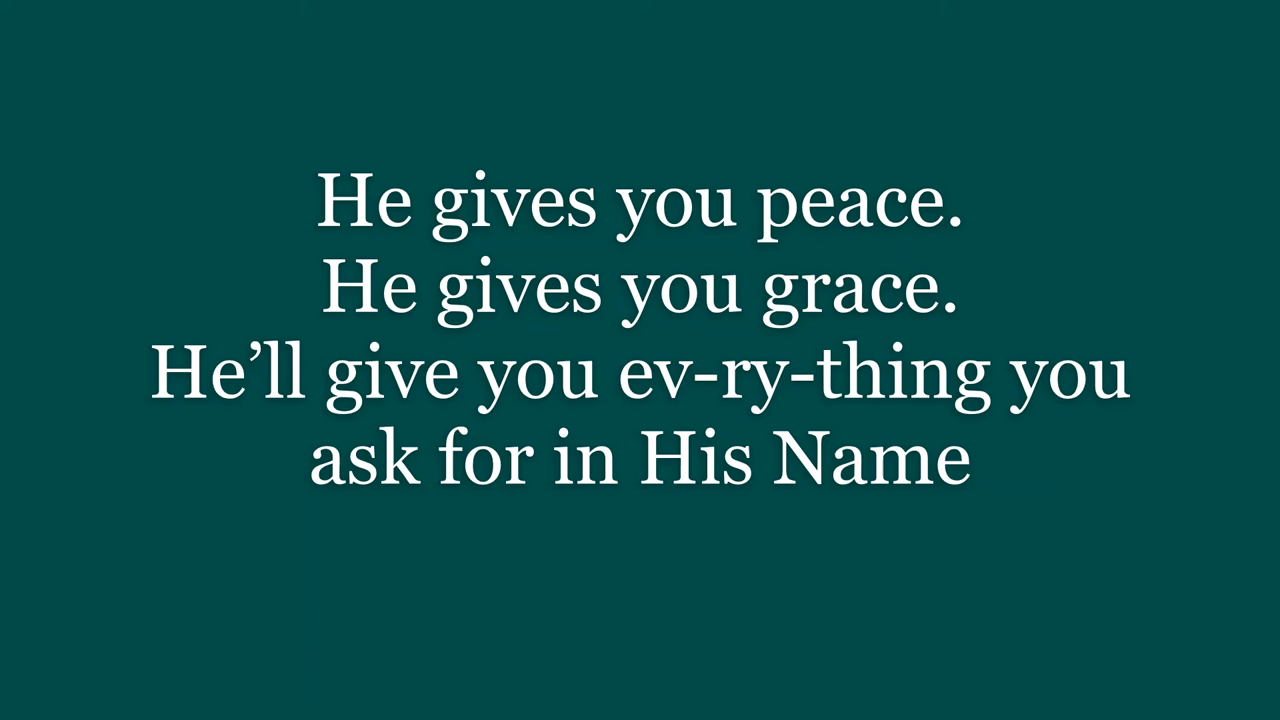 He gives you peace.
He gives you grace.
He’ll give you ev-ry-thing you
ask for in His Name